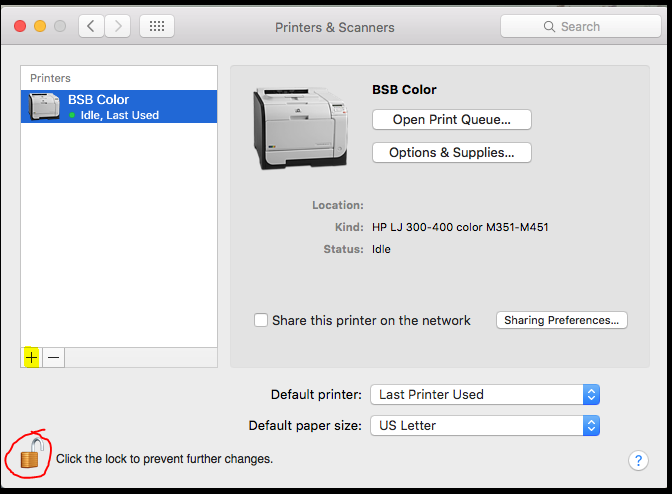 Printers & Scanners
Search
Printers
BSB Color
Idle, Last Used
BSB Color
Open Print Queue...
Options & Supplies...
Location:
Kind: HP LJ 300-400 color M351-M451
Status: Idle
Share this printer on the network
Sharing Preferences...
+ −
Default printer: Last Printer Used
Default paper size: US Letter
Click the lock to prevent further changes.
?